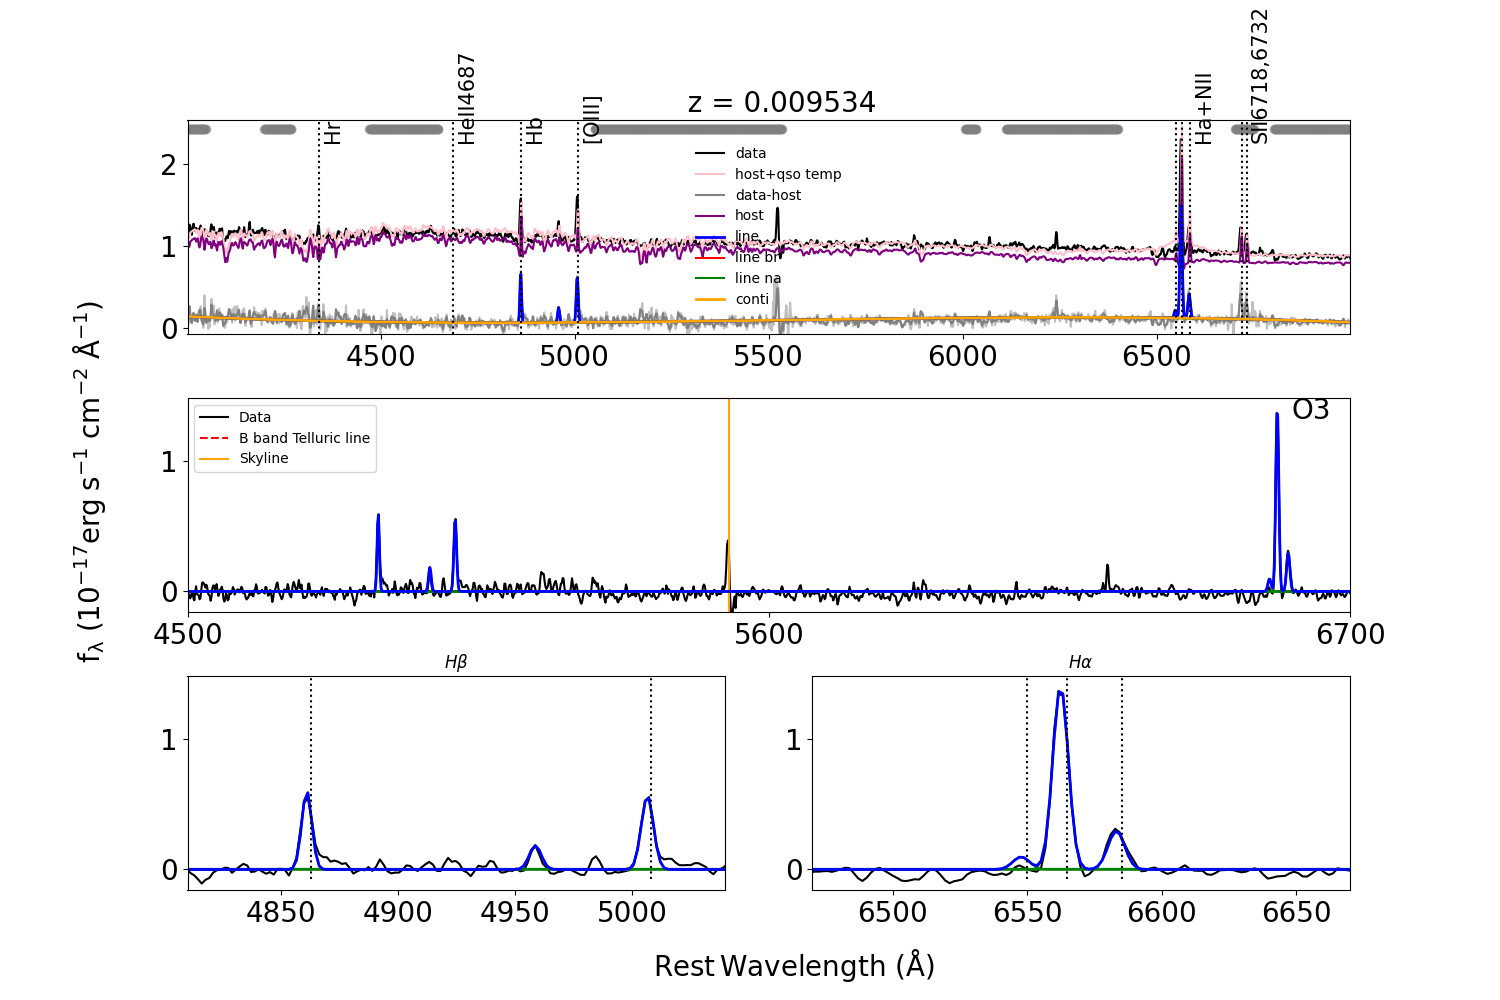 z = 0.009534
Hr
HeII4687
Hb
[OIII]
Ha+NII
SII6718,6732
data
host+qso temp
data-host
host
line
line br
line na
conti
2
1
0
4500
5000
5500
6000
6500
Data
B band Telluric line
Skyline
O3
1
0
4500
5600
6700
fλ (10⁻¹⁷erg s⁻¹ cm⁻² Å⁻¹)
Hβ
1
0
4850
4900
4950
5000
Hα
1
0
6500
6550
6600
6650
Rest Wavelength (Å)